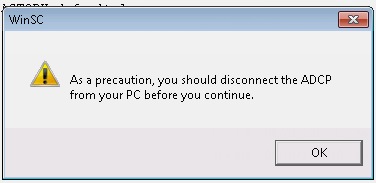 WinSC
As a precaution, you should disconnect the ADCP
from your PC before you continue.
OK